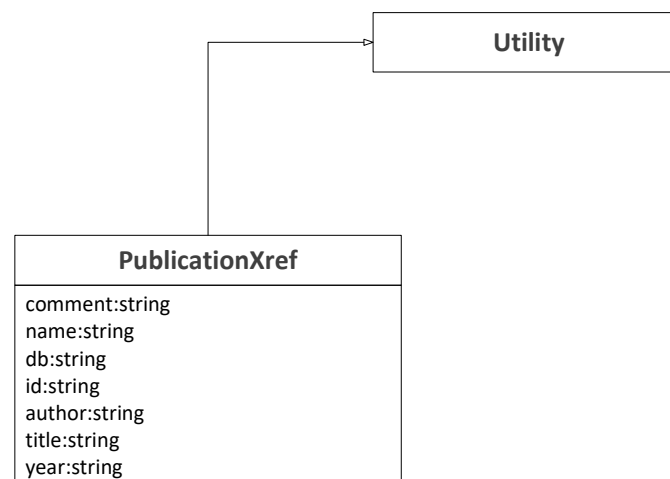 Utility
PublicationXref
comment:string
name:string
db:string
id:string
author:string
title:string
year:string